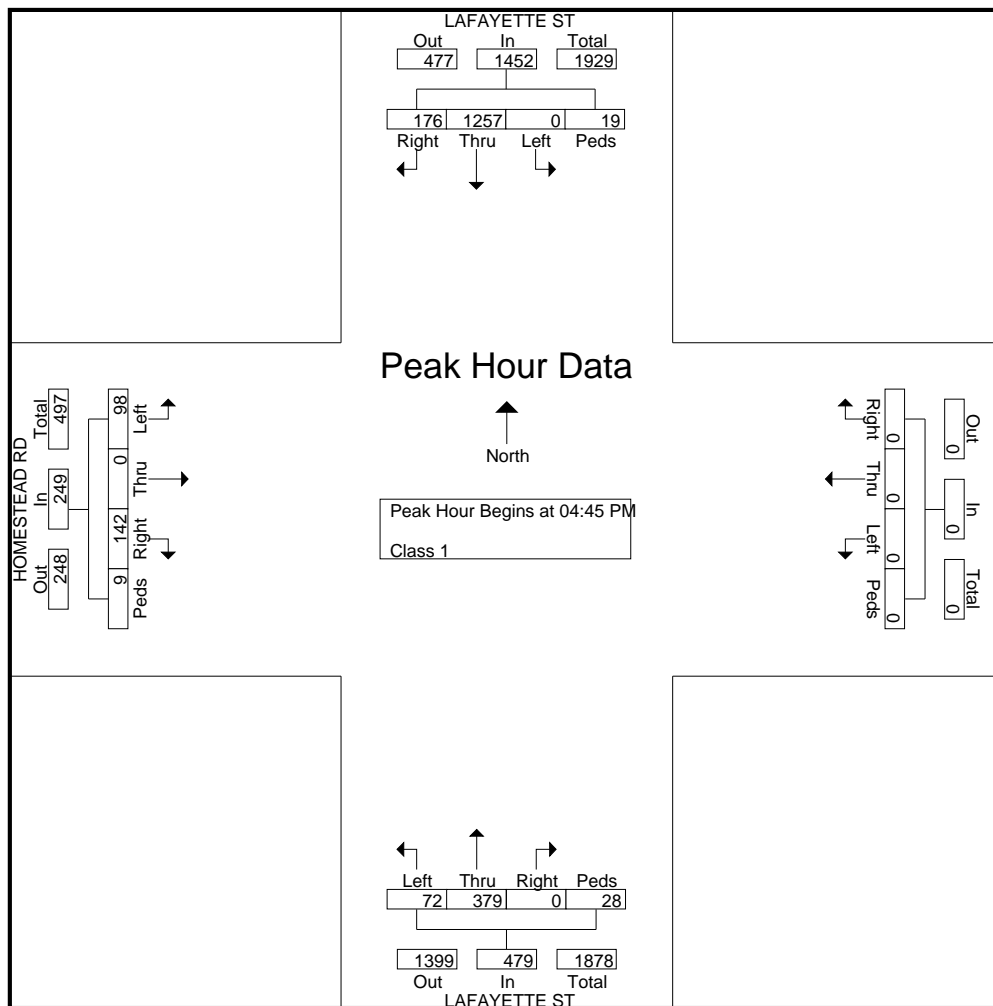 LAFAYETTE ST
Out In Total
477 1452 1929
176 1257 0 19
Right Thru Left Peds
Peak Hour Data
North
Peak Hour Begins at 04:45 PM
Class 1
HOMESTEAD RD
Out In Total
248 249 497
98 0 142 9
Left Thru Right Peds
Out In Total
0 0 0
Right Thru Left Peds
0 0 0 0
Left Thru Right Peds
72 379 0 28
1399 479 1878
Out In Total
LAFAYETTE ST